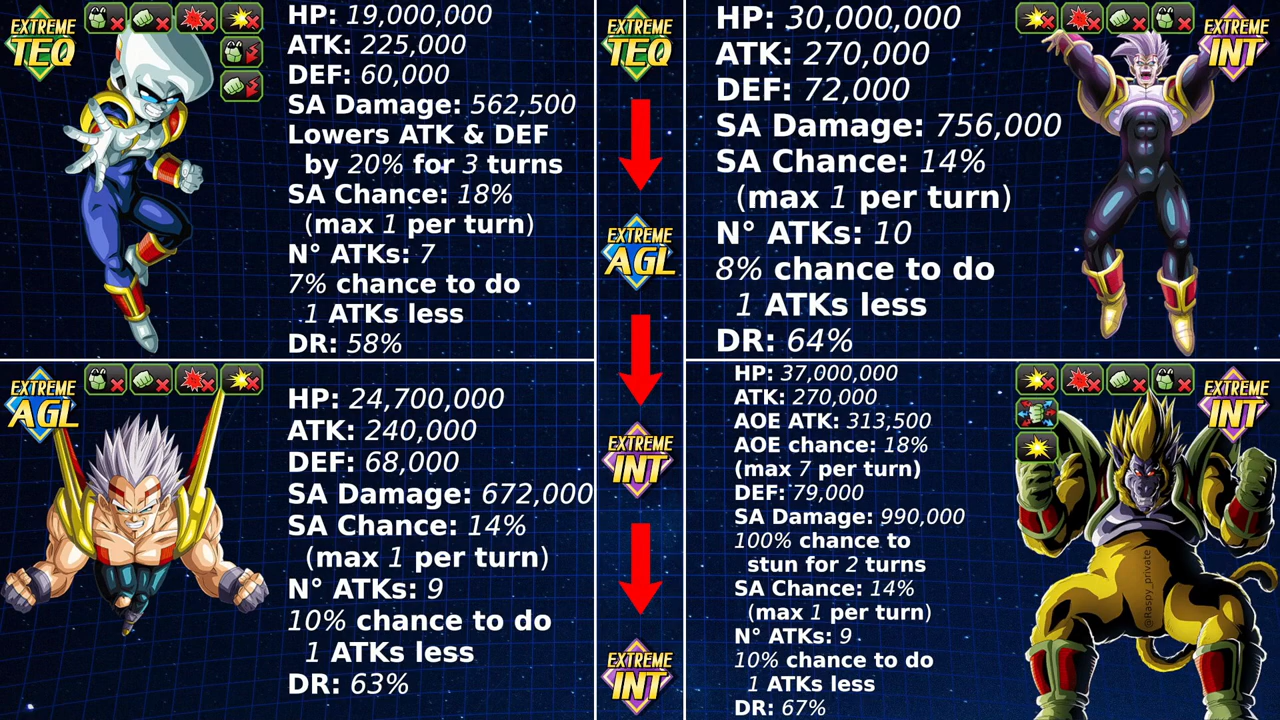 EXTREME
TEQ
HP: 19,000,000
ATK: 225,000
DEF: 60,000
SA Damage: 562,500
Lowers ATK & DEF
by 20% for 3 turns
SA Chance: 18%
(max 1 per turn)
N° ATKs: 7
7% chance to do
1 ATKs less
DR: 58%
EXTREME
AGL
HP: 24,700,000
ATK: 240,000
DEF: 68,000
SA Damage: 672,000
SA Chance: 14%
(max 1 per turn)
N° ATKs: 9
10% chance to do
1 ATKs less
DR: 63%
EXTREME
TEQ
EXTREME
AGL
EXTREME
INT
EXTREME
INT
HP: 30,000,000
ATK: 270,000
DEF: 72,000
SA Damage: 756,000
SA Chance: 14%
(max 1 per turn)
N° ATKs: 10
8% chance to do
1 ATKs less
DR: 64%
EXTREME
INT
HP: 37,000,000
ATK: 270,000
AOE ATK: 313,500
AOE chance: 18%
(max 7 per turn)
DEF: 79,000
SA Damage: 990,000
100% chance to
stun for 2 turns
SA Chance: 14%
(max 1 per turn)
N° ATKs: 9
10% chance to do
1 ATKs less
DR: 67%
EXTREME
INT
@Raspy_private